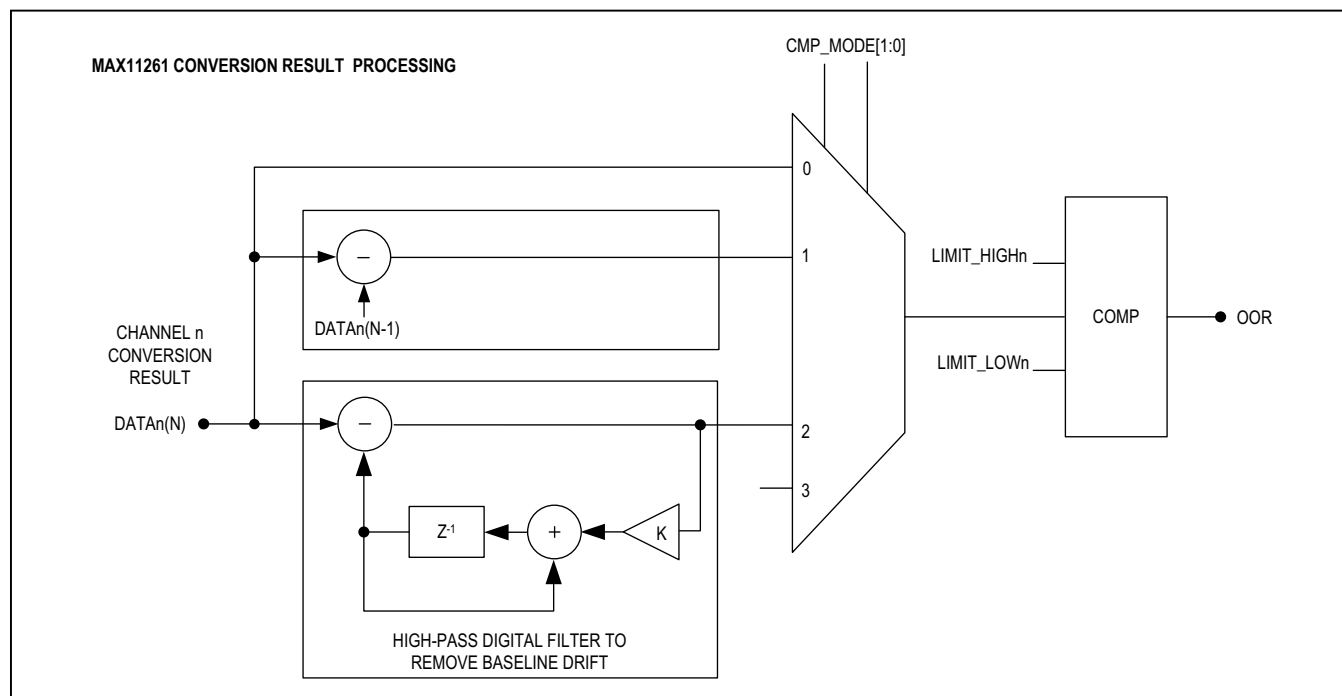 MAX11261 CONVERSION RESULT PROCESSING
CMP_MODE[1:0]
0
1
DATAn(N-1)
LIMIT_HIGHn
COMP
OOR
LIMIT_LOWn
CHANNEL n
CONVERSION
RESULT
DATAn(N)
2
3
Z-1
K
HIGH-PASS DIGITAL FILTER TO
REMOVE BASELINE DRIFT
−
−
+